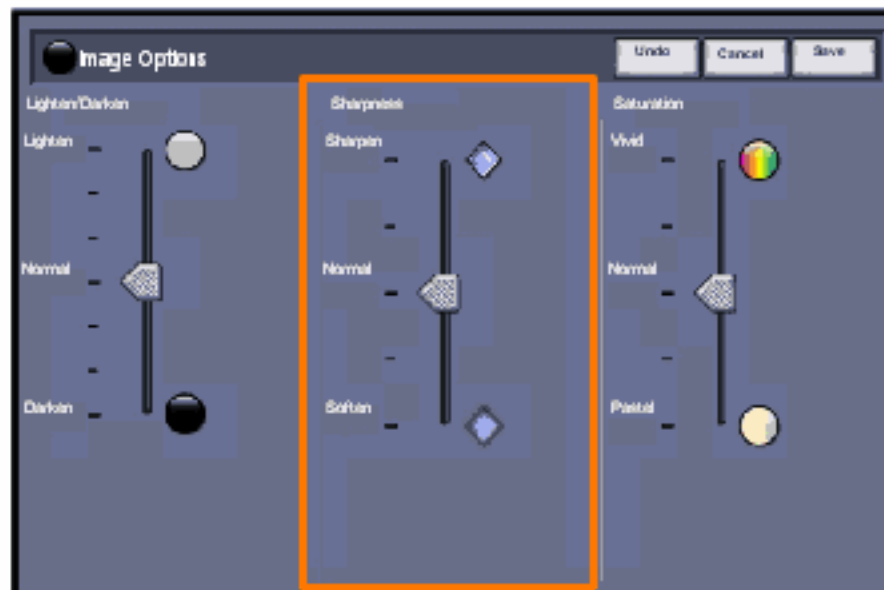 Image Options
Undo
Cancel
Save
Lighten/Darken
Lighten
Normal
Darken
Sharpness
Sharpen
Normal
Soften
Saturation
Vivid
Normal
Pastel